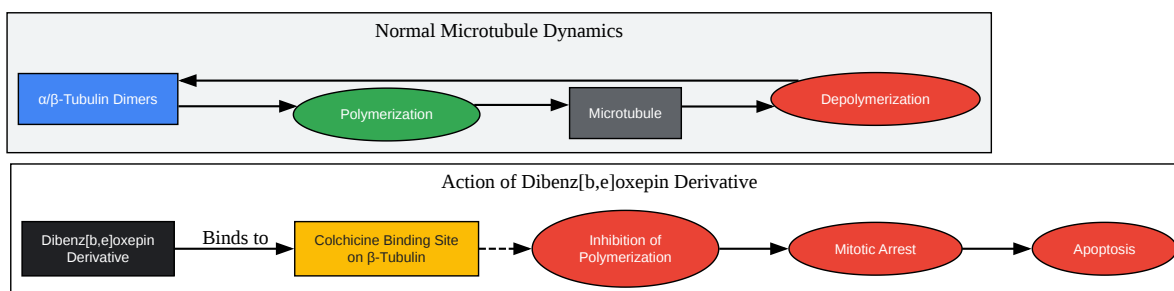 Normal Microtubule Dynamics
α/β-Tubulin Dimers
Polymerization
Microtubule
Depolymerization
Action of Dibenz[b,e]oxepin Derivative
Dibenz[b,e]oxepin
Derivative
Binds to
Colchicine Binding Site
on β-Tubulin
Inhibition of
Polymerization
Mitotic Arrest
Apoptosis